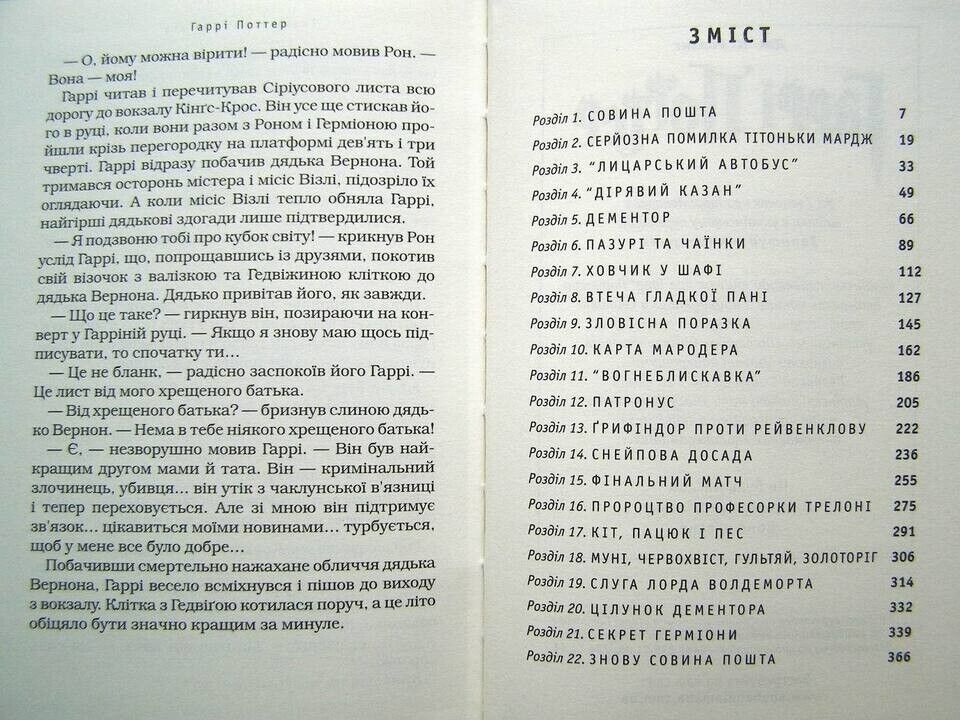 Гаррі Поттер
— О, йому можна вірити! — радісно мовив Рон. —
Вона — моя!
Гаррі читав і перечитував Сіріусового листа всю
дорогу до вокзалу Кінґс-Крос. Він усе ще стискав йо-
го в руці, коли вони разом з Роном і Герміоною про-
йшли крізь перегородку на платформі дев'ять і три
чверті. Гаррі відразу побачив дядька Вернона. Той
тримався осторонь містера і місіс Візлі, підозріло їх
оглядаючи. А коли місіс Візлі тепло обняла Гаррі,
найгірші дядькові здогади лише підтвердилися.
— Я подзвоню тобі про кубок світу! — крикнув Рон
услід Гаррі, що, попрощавшись із друзями, покотив
свій візочок з валізкою та Гедвіжиною кліткою до
дядька Вернона. Дядько привітав його, як завжди.
— Що це таке? — гиркнув він, позираючи на кон-
верт у Гарріній руці. — Якщо я знову маю щось під-
писувати, то спочатку ти...
— Це не бланк, — радісно заспокоїв його Гаррі. —
Це лист від мого хрещеного батька.
— Від хрещеного батька? — бризнув слиною дядь-
ко Вернон. — Нема в тебе ніякого хрещеного батька!
— Є, — незворушно мовив Гаррі. — Він був най-
кращим другом мами й тата. Він — кримінальний
злочинець, убивця... він утік з чаклунської в'язниці
і тепер переховується. Але зі мною він підтримує
зв'язок... цікавиться моїми новинами... турбується,
щоб у мене все було добре...
Побачивши смертельно нажахане обличчя дядька
Вернона, Гаррі весело всміхнувся і пішов до виходу
з вокзалу. Клітка з Гедвіґою котилася поруч, а це літо
обіцяло бути значно кращим за минуле.
ЗМІСТ
Розділ 1. СОВИНА ПОШТА 7
Розділ 2. СЕРЙОЗНА ПОМИЛКА ТІТОНЬКИ МАРДЖ 19
Розділ 3. “ЛИЦАРСЬКИЙ АВТОБУС” 33
Розділ 4. “ДІРЯВИЙ КАЗАН” 49
Розділ 5. ДЕМЕНТОР 66
Розділ 6. ПАЗУРІ ТА ЧАЇНКИ 89
Розділ 7. ХОВЧИК У ШАФІ 112
Розділ 8. ВТЕЧА ГЛАДКОЇ ПАНІ 127
Розділ 9. ЗЛОВІСНА ПОРАЗКА 145
Розділ 10. КАРТА МАРОДЕРА 162
Розділ 11. “ВОГНЕБЛИСКАВКА” 186
Розділ 12. ПАТРОНУС 205
Розділ 13. ҐРИФІНДОР ПРОТИ РЕЙВЕНКЛОВУ 222
Розділ 14. СНЕЙПОВА ДОСАДА 236
Розділ 15. ФІНАЛЬНИЙ МАТЧ 255
Розділ 16. ПРОРОЦТВО ПРОФЕСОРКИ ТРЕЛОНІ 275
Розділ 17. КІТ, ПАЦЮК І ПЕС 291
Розділ 18. МУНІ, ЧЕРВОХВІСТ, ГУЛЬТЯЙ, ЗОЛОТОРІГ 306
Розділ 19. СЛУГА ЛОРДА ВОЛДЕМОРТА 314
Розділ 20. ЦІЛУНОК ДЕМЕНТОРА 332
Розділ 21. СЕКРЕТ ГЕРМІОНИ 339
Розділ 22. ЗНОВУ СОВИНА ПОШТА 366